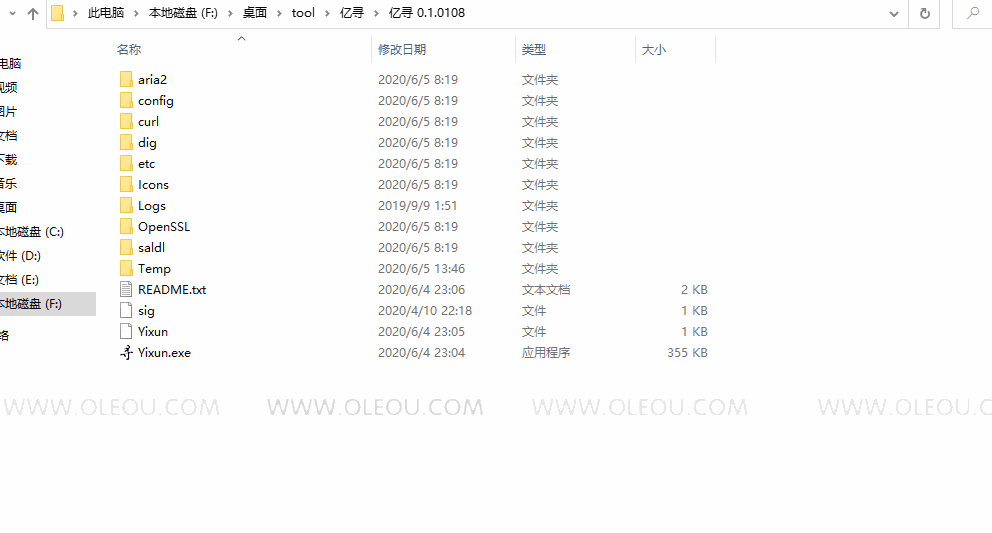 此电脑 › 本地磁盘 (F:) › 桌面 › tool › 亿寻 › 亿寻 0.1.0108
名称 修改日期 类型 大小
电脑
视频
图片
文档
下载
音乐
桌面
本地磁盘 (C:)
软件 (D:)
文档 (E:)
本地磁盘 (F:)
络
aria2 2020/6/5 8:19 文件夹
config 2020/6/5 8:19 文件夹
curl 2020/6/5 8:19 文件夹
dig 2020/6/5 8:19 文件夹
etc 2020/6/5 8:19 文件夹
Icons 2020/6/5 8:19 文件夹
Logs 2019/9/9 1:51 文件夹
OpenSSL 2020/6/5 8:19 文件夹
saldl 2020/6/5 8:19 文件夹
Temp 2020/6/5 13:46 文件夹
README.txt 2020/6/4 23:06 文本文档 2 KB
sig 2020/4/10 22:18 文件 1 KB
Yixun 2020/6/4 23:05 文件 1 KB
Yixun.exe 2020/6/4 23:04 应用程序 355 KB
WWW.OLEOU.COM WWW.OLEOU.COM WWW.OLEOU.COM WWW.OLEOU.C